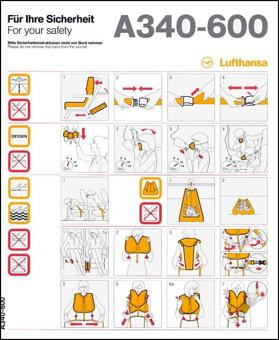 Für Ihre Sicherheit
For your safety
Bitte Sicherheitsinstruktionen nicht von Bord nehmen
Please do not remove this card from the aircraft
A340-600
Lufthansa
1 2 3 4
OXYGEN
1 2 3
1 1 2
1 1a 2 3 4
5 6 6a 7
A340-600